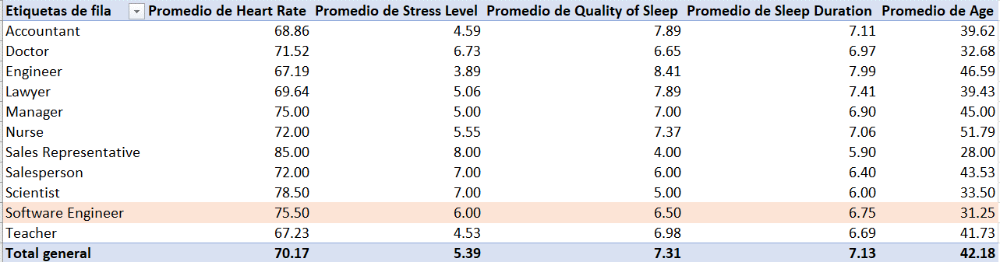 Etiquetas de fila Promedio de Heart Rate Promedio de Stress Level Promedio de Quality of Sleep Promedio de Sleep Duration Promedio de Age
Accountant 68.86 4.59 7.89 7.11 39.62
Doctor 71.52 6.73 6.65 6.97 32.68
Engineer 67.19 3.89 8.41 7.99 46.59
Lawyer 69.64 5.06 7.89 7.41 39.43
Manager 75.00 5.00 7.00 6.90 45.00
Nurse 72.00 5.55 7.37 7.06 51.79
Sales Representative 85.00 8.00 4.00 5.90 28.00
Salesperson 72.00 7.00 6.00 6.40 43.53
Scientist 78.50 7.00 5.00 6.00 33.50
Software Engineer 75.50 6.00 6.50 6.75 31.25
Teacher 67.23 4.53 6.98 6.69 41.73
Total general 70.17 5.39 7.31 7.13 42.18